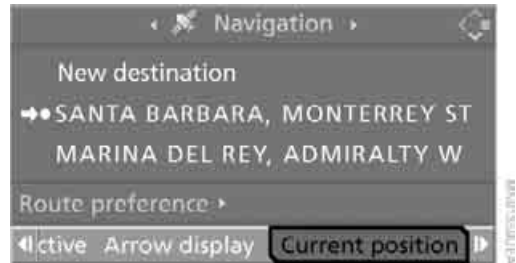 Navigation
New destination
SANTA BARBARA, MONTERREY ST
MARINA DEL REY, ADMIRALTY W
Route preference
ctive Arrow display Current position